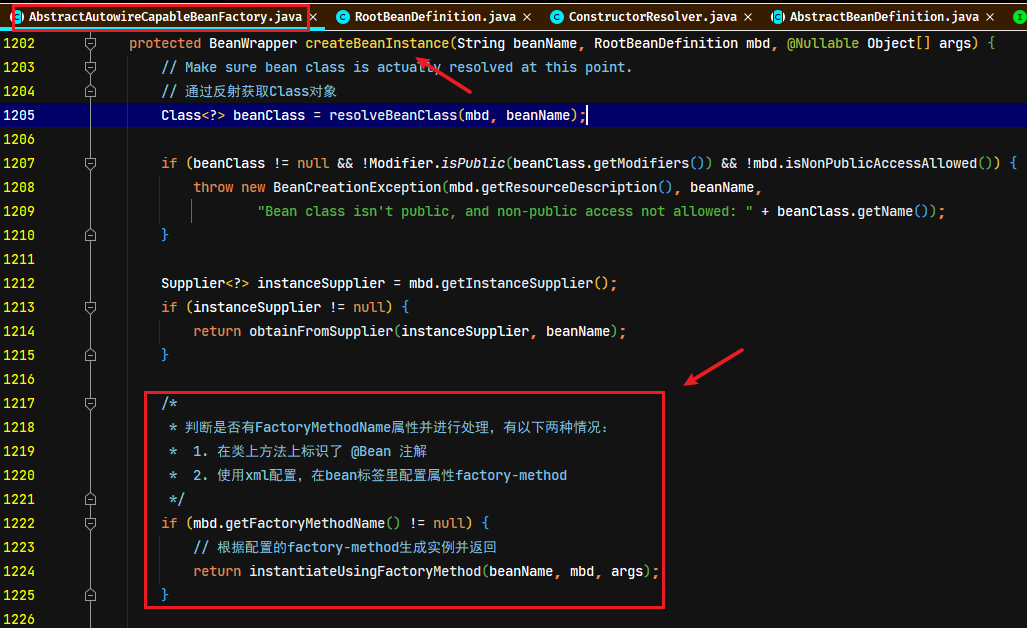 AbstractAutowireCapableBeanFactory.java × RootBeanDefinition.java × ConstructorResolver.java × AbstractBeanDefinition.java ×
1202 protected BeanWrapper createBeanInstance(String beanName, RootBeanDefinition mbd, @Nullable Object[] args) {
1203 // Make sure bean class is actually resolved at this point.
1204 // 通过反射获取Class对象
1205 Class<?> beanClass = resolveBeanClass(mbd, beanName);
1206
1207 if (beanClass != null && !Modifier.isPublic(beanClass.getModifiers()) && !mbd.isNonPublicAccessAllowed()) {
1208 throw new BeanCreationException(mbd.getResourceDescription(), beanName,
1209 "Bean class isn't public, and non-public access not allowed: " + beanClass.getName());
1210 }
1211
1212 Supplier<?> instanceSupplier = mbd.getInstanceSupplier();
1213 if (instanceSupplier != null) {
1214 return obtainFromSupplier(instanceSupplier, beanName);
1215 }
1216
1217 /*
1218 * 判断是否有FactoryMethodName属性并进行处理，有以下两种情况：
1219 * 1. 在类上方法上标识了 @Bean 注解
1220 * 2. 使用xml配置，在bean标签里配置属性factory-method
1221 */
1222 if (mbd.getFactoryMethodName() != null) {
1223 // 根据配置的factory-method生成实例并返回
1224 return instantiateUsingFactoryMethod(beanName, mbd, args);
1225 }
1226